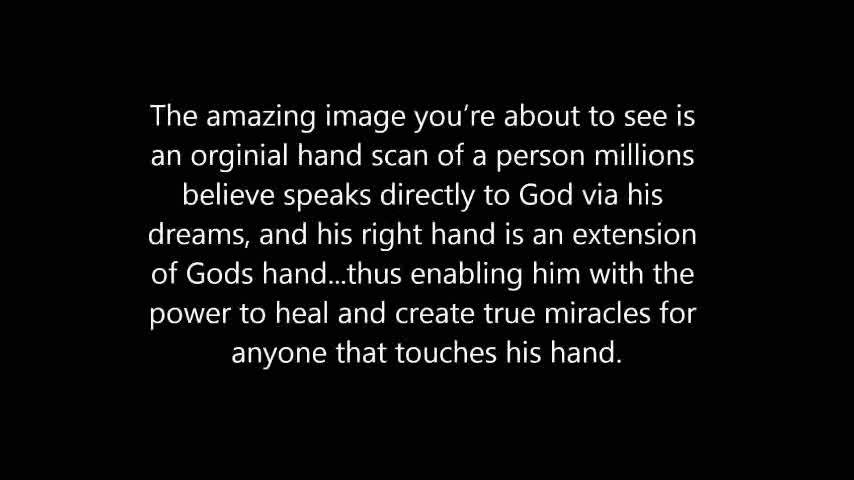 The amazing image you’re about to see is
an orginial hand scan of a person millions
believe speaks directly to God via his
dreams, and his right hand is an extension
of Gods hand...thus enabling him with the
power to heal and create true miracles for
anyone that touches his hand.